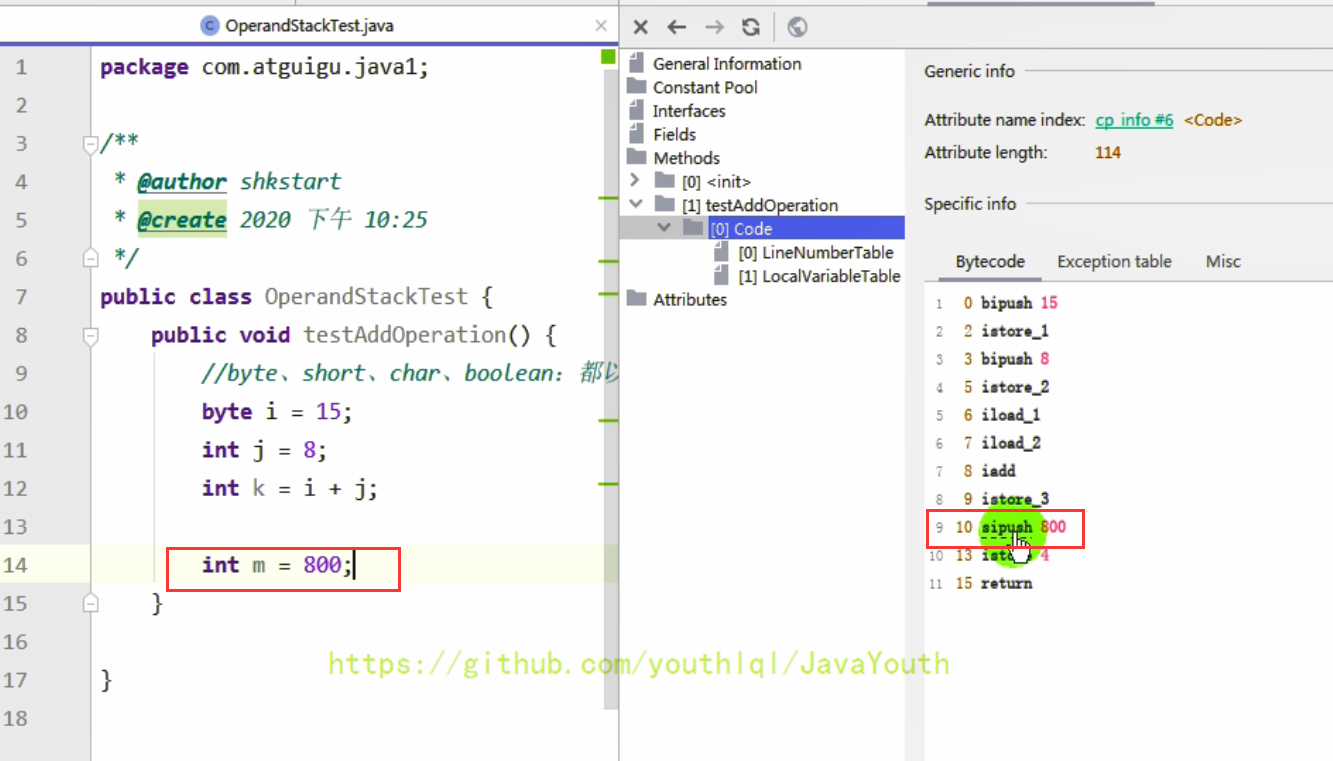 OperandStackTest.java
1 package com.atguigu.java1;
2
3 /**
4 * @author shkstart
5 * @create 2020 下午 10:25
6 */
7 public class OperandStackTest {
8 public void testAddOperation() {
9 //byte、short、char、boolean：都以
10 byte i = 15;
11 int j = 8;
12 int k = i + j;
13
14 int m = 800;
15 }
16
17 }
18
General Information
Constant Pool
Interfaces
Fields
Methods
[0] <init>
[1] testAddOperation
[0] Code
[0] LineNumberTable
[1] LocalVariableTable
Attributes
Generic info
Attribute name index: cp info #6 <Code>
Attribute length: 114
Specific info
Bytecode Exception table Misc
1 0 bipush 15
2 2 istore_1
3 3 bipush 8
4 5 istore_2
5 6 iload_1
6 7 iload_2
7 8 iadd
8 9 istore_3
9 10 sipush 800
10 13 istore 4
11 15 return
https://github.com/youthlql/JavaYouth